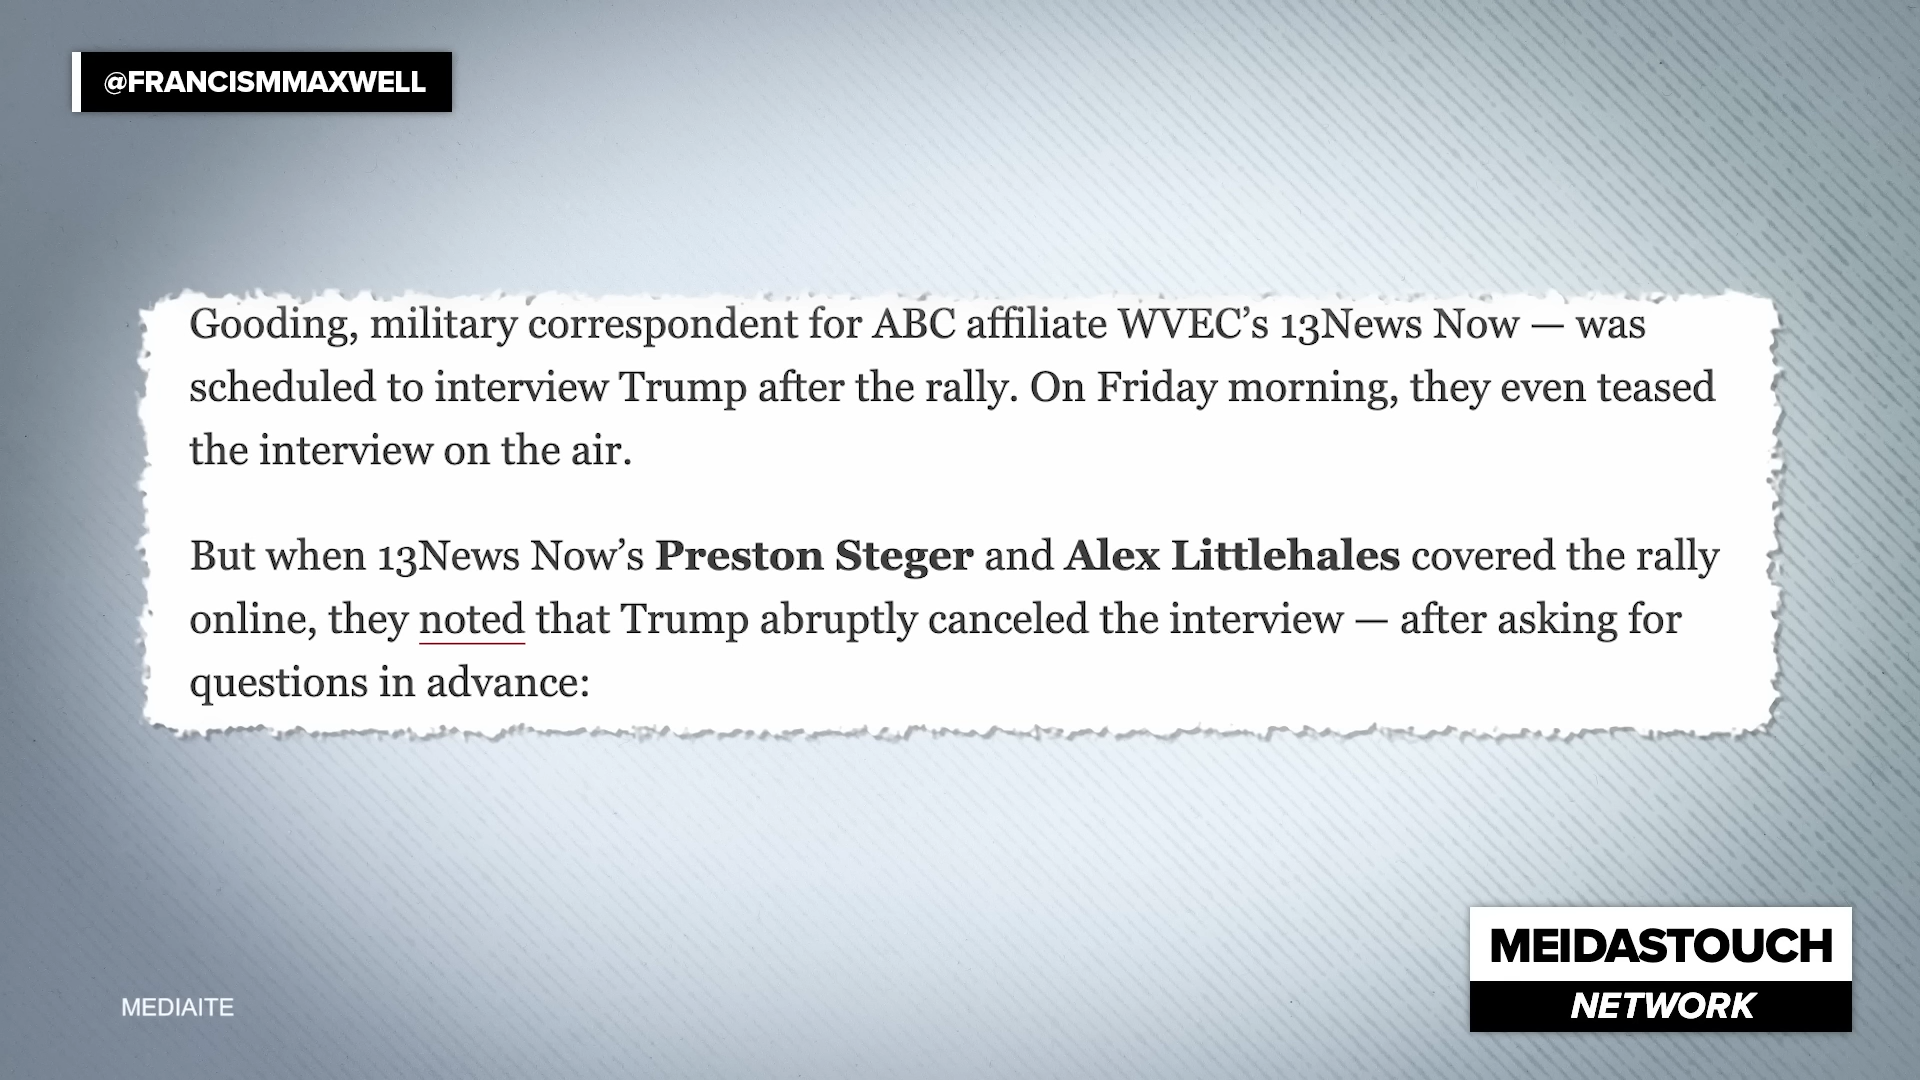 @FRANCISMMAXWELL
Gooding, military correspondent for ABC affiliate WVEC’s 13News Now — was
scheduled to interview Trump after the rally. On Friday morning, they even teased
the interview on the air.
But when 13News Now’s Preston Steger and Alex Littlehales covered the rally
online, they noted that Trump abruptly canceled the interview — after asking for
questions in advance:
MEIDASTOUCH
NETWORK
MEDIAITE